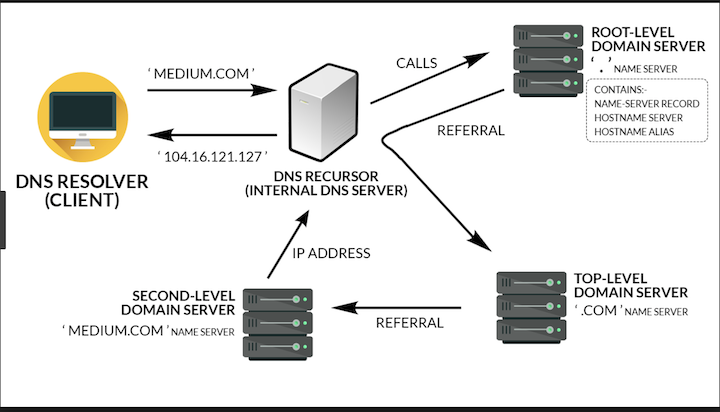 ' MEDIUM.COM '
' 104.16.121.127 '
DNS RESOLVER
(CLIENT)
DNS RECURSOR
(INTERNAL DNS SERVER)
CALLS
REFERRAL
ROOT-LEVEL
DOMAIN SERVER
' . ' NAME SERVER
CONTAINS:-
NAME-SERVER RECORD
HOSTNAME SERVER
HOSTNAME ALIAS
IP ADDRESS
SECOND-LEVEL
DOMAIN SERVER
' MEDIUM.COM ' NAME SERVER
REFERRAL
TOP-LEVEL
DOMAIN SERVER
' .COM ' NAME SERVER